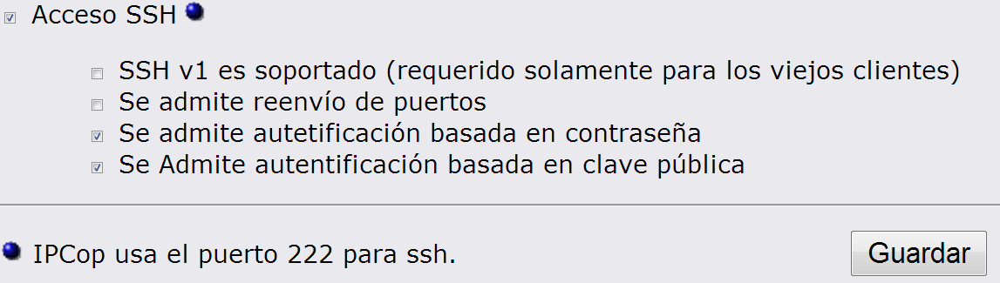 Acceso SSH
SSH v1 es soportado (requerido solamente para los viejos clientes)
Se admite reenvío de puertos
Se admite autetificación basada en contraseña
Se Admite autentificación basada en clave pública
IPCop usa el puerto 222 para ssh.
Guardar